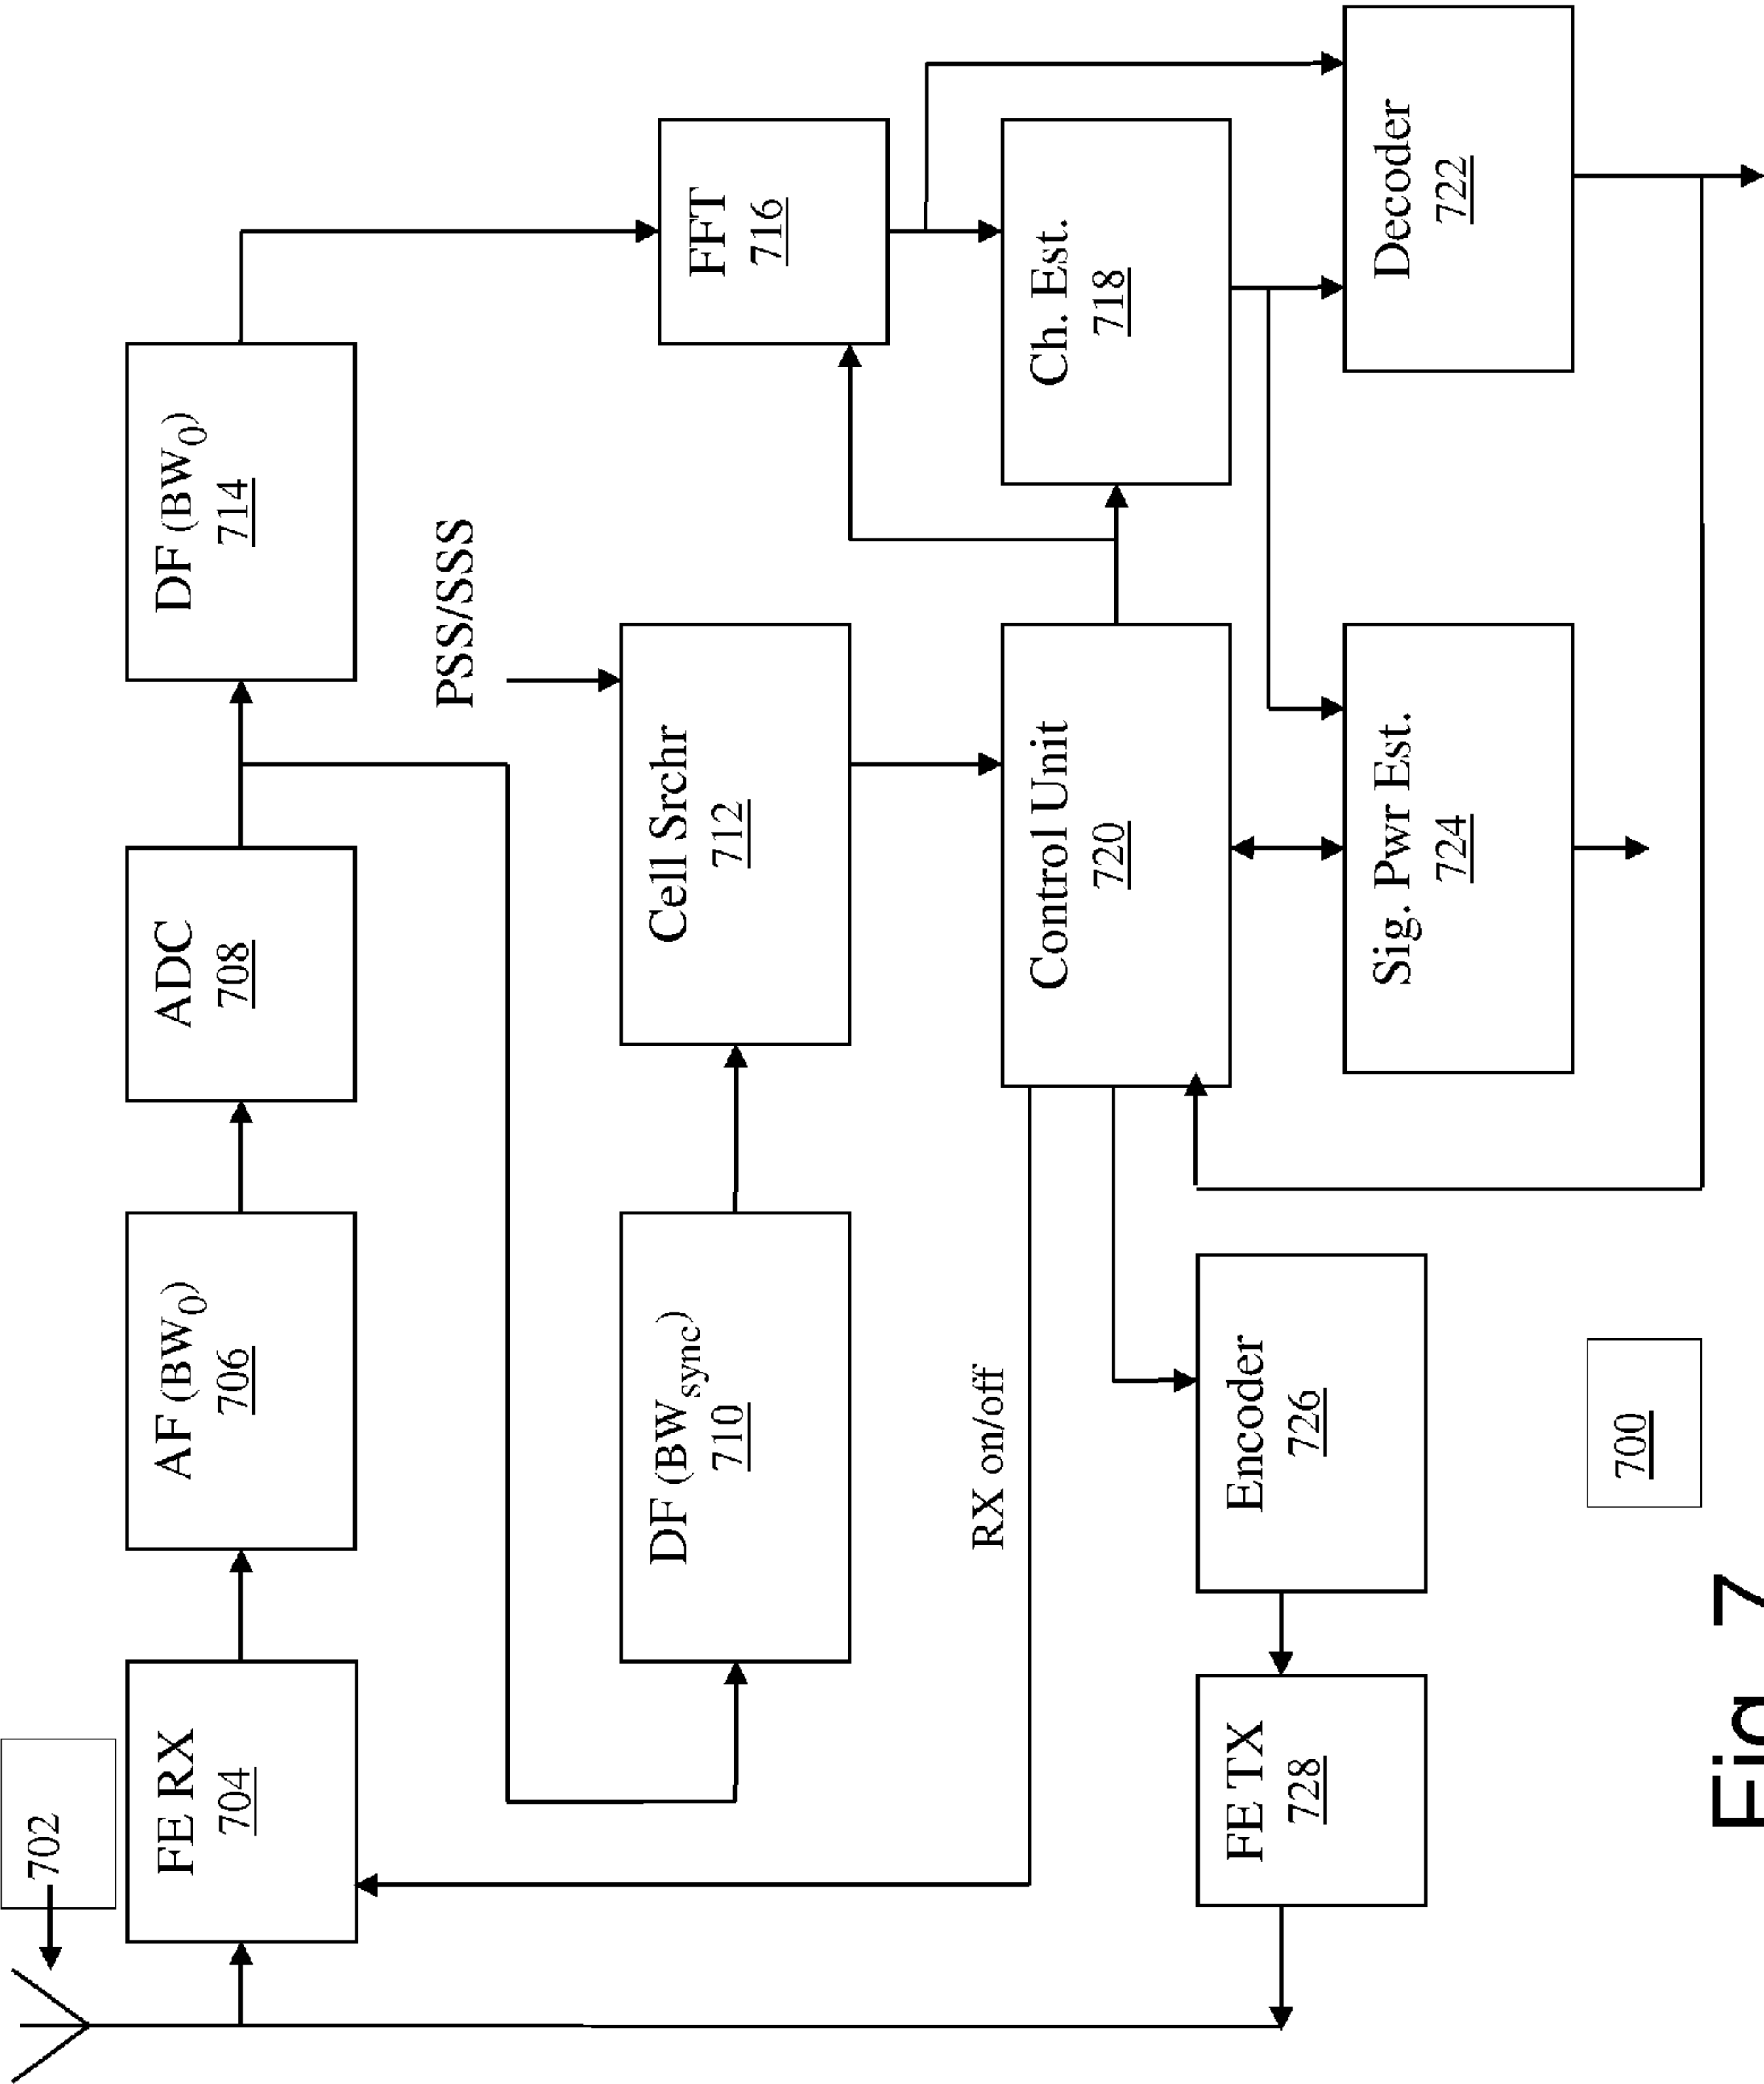 702
FE RX
704
AF (BW0)
706
ADC
708
DF (BW0)
714
PSS/SSS
DF (BWsync)
710
Cell Srchr
712
FFT
716
RX on/off
Control Unit
720
Ch. Est.
718
FE TX
728
Encoder
726
Sig. Pwr Est.
724
Decoder
722
700
Fig 7